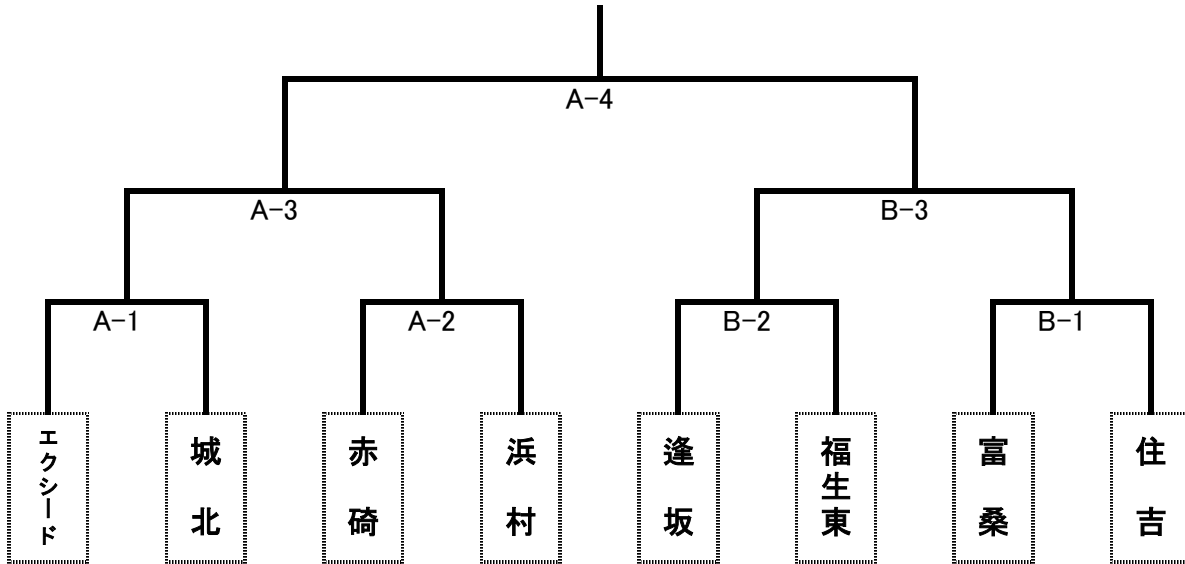 A-4
A-3
B-3
A-1
A-2
B-2
B-1
エクシード
城北
赤碕
浜村
逢坂
福生東
富桑
住吉